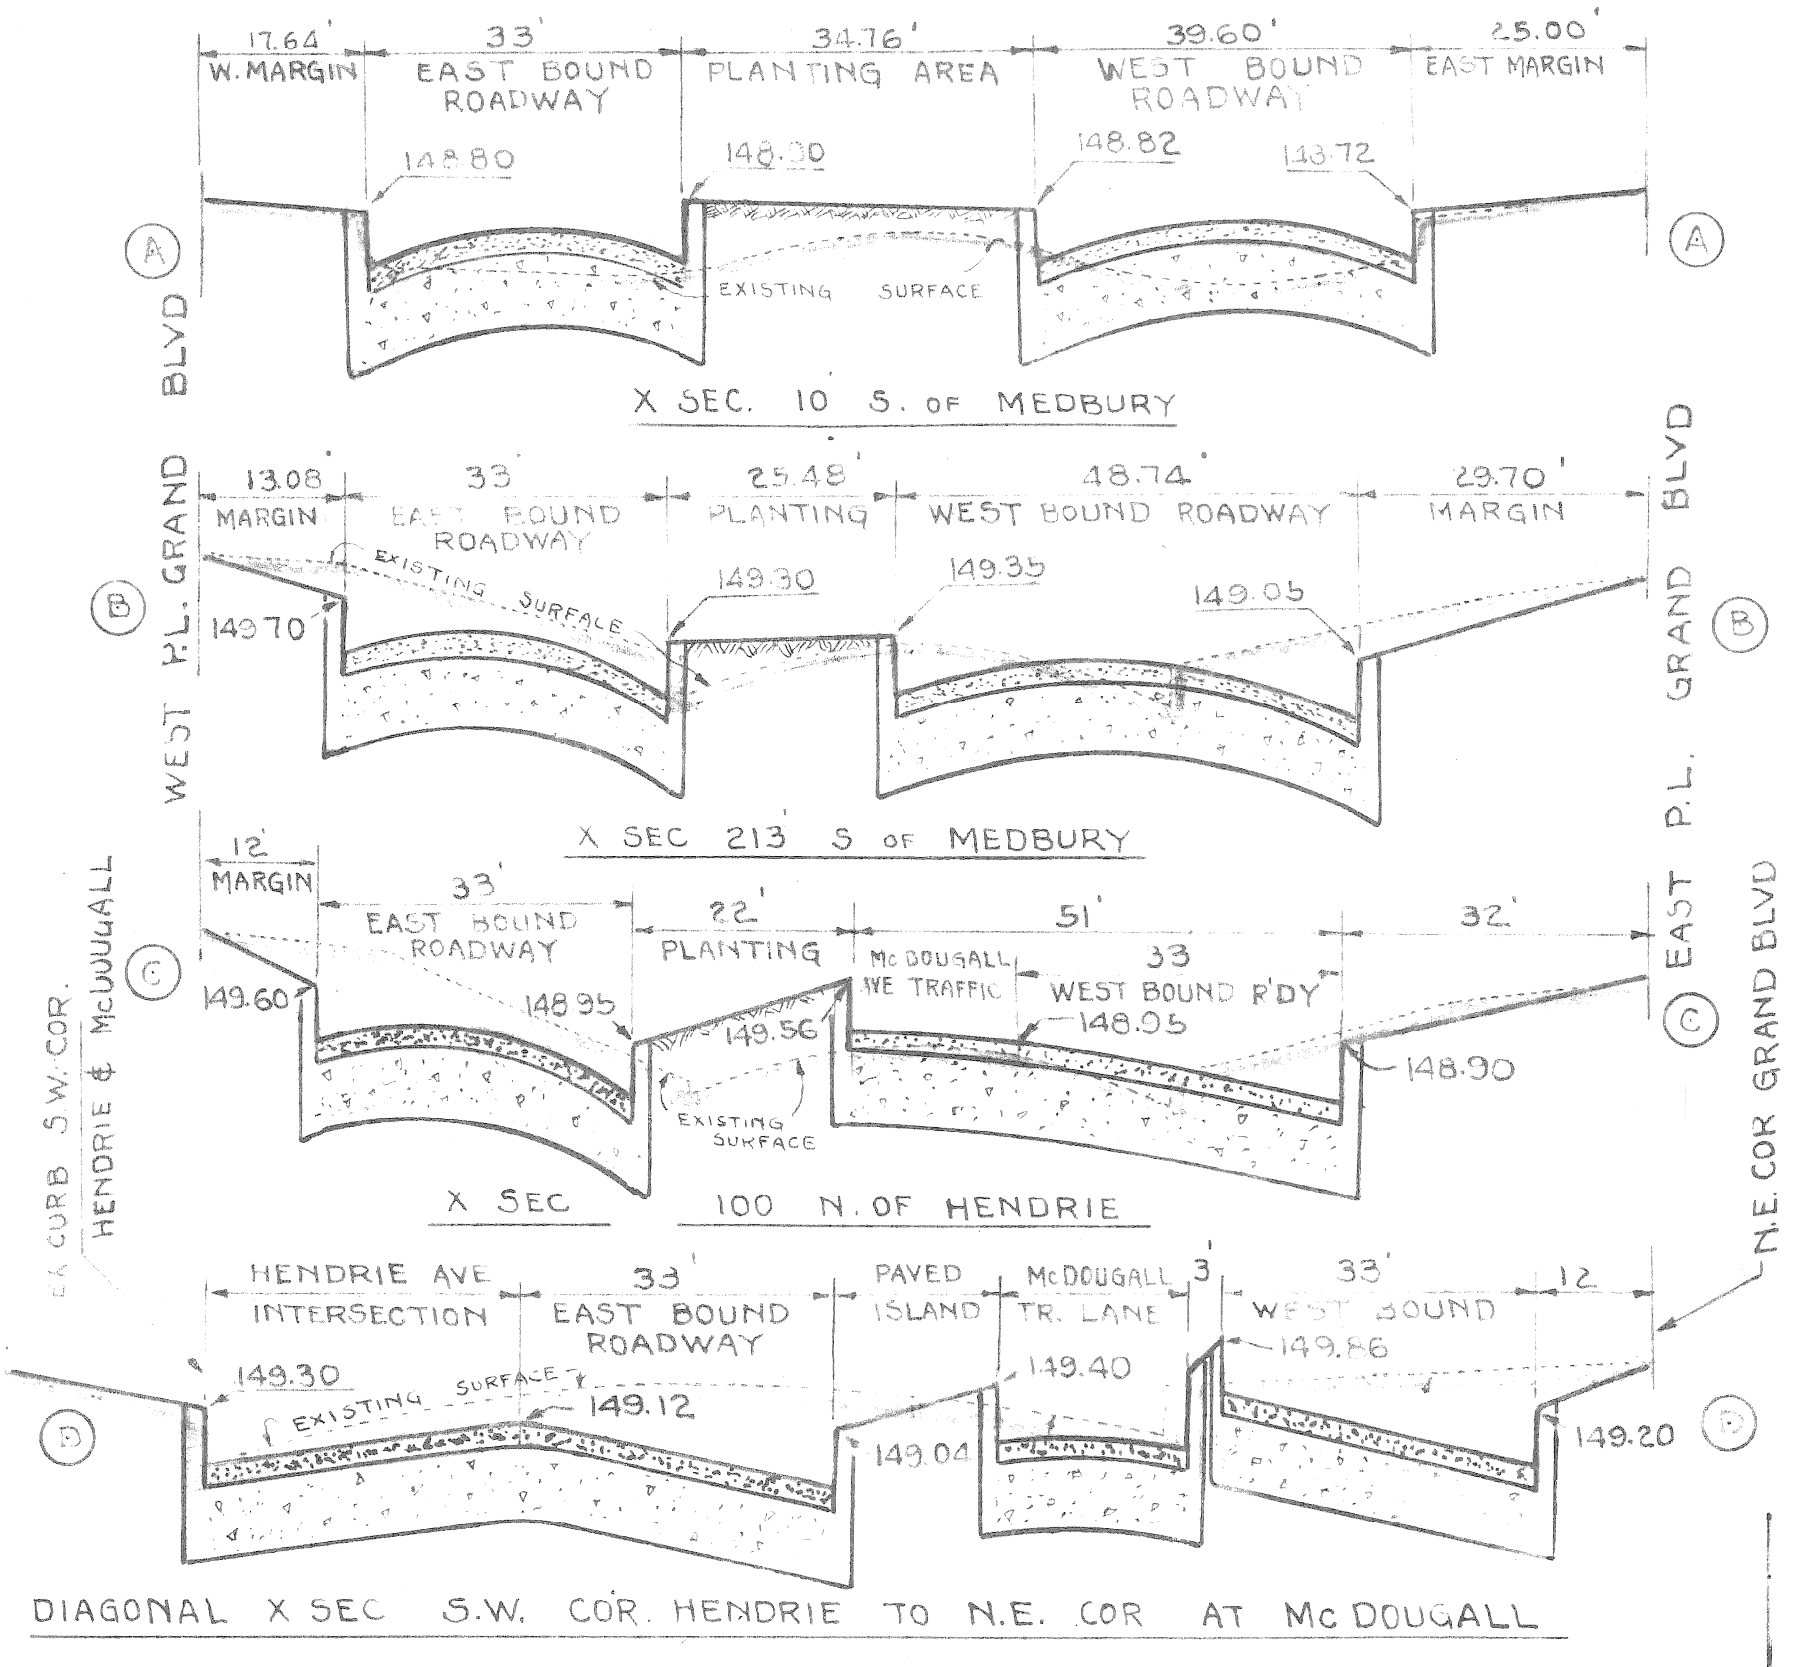 17.64' 33' 34.76' 39.60' 25.00'
W. MARGIN EAST BOUND PLANTING AREA WEST BOUND EAST MARGIN
ROADWAY ROADWAY
148.80 148.82
A A
EXISTING SURFACE
X SEC. 10' S. OF MEDBURY
13.08' 33' 25.48' 48.74' 29.70'
MARGIN EAST BOUND PLANTING WEST BOUND ROADWAY MARGIN
ROADWAY
EXISTING SURFACE
149.30 149.35 149.05
B 149.70 B
X SEC 213' S OF MEDBURY
WEST P.L. GRAND BLVD
EAST P.L. GRAND BLVD
12' 33' 22' 51' 32'
MARGIN EAST BOUND PLANTING McDOUGALL 33
ROADWAY AVE TRAFFIC WEST BOUND R'DY
C 149.60 148.95 149.56 148.95 C
148.90
EXISTING
SURFACE
X SEC 100 N. OF HENDRIE
CURB S.W. COR.
HENDRIE &
N.E. COR GRAND BLVD
HENDRIE AVE 33' PAVED McDOUGALL 3' 33' 12
INTERSECTION EAST BOUND ISLAND TR. LANE WEST BOUND
ROADWAY
149.30 149.40 149.86
EXISTING SURFACE
D 149.12 149.04 149.20 D
DIAGONAL X SEC S.W. COR. HENDRIE TO N.E. COR AT McDOUGALL